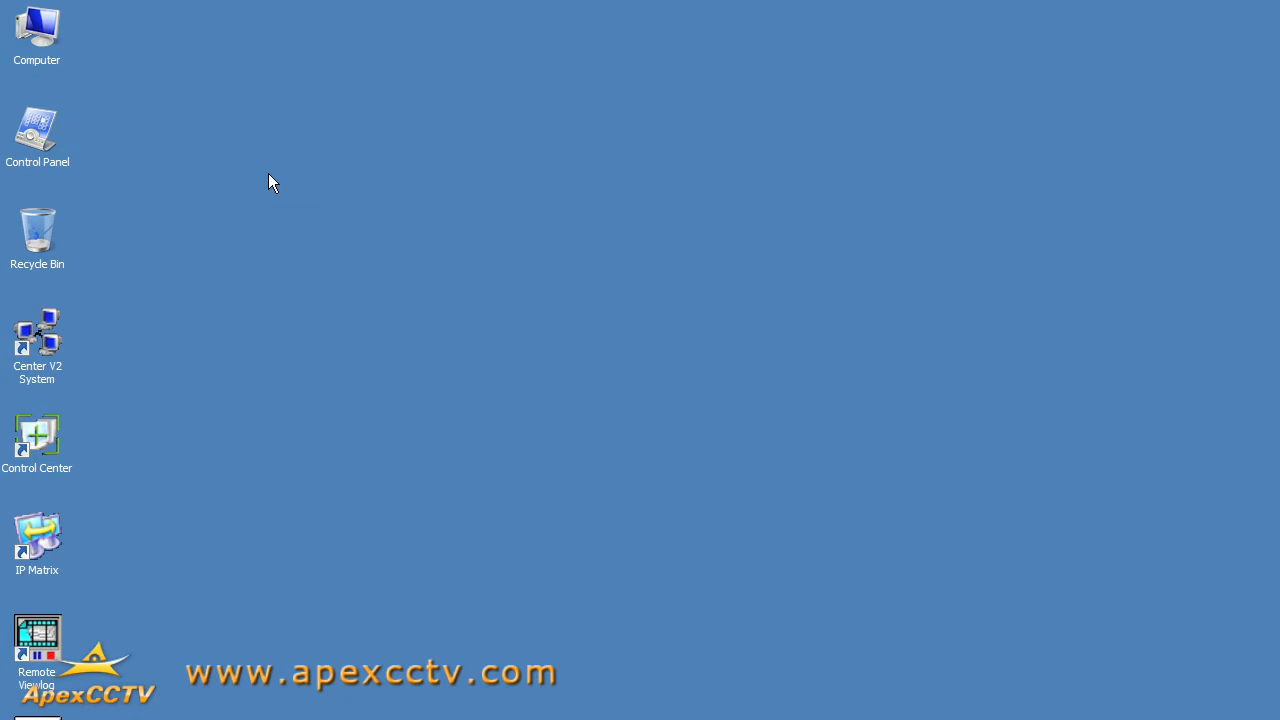 Computer
Control Panel
Recycle Bin
Center V2
System
Control Center
IP Matrix
Remote
Viewlog
ApexCCTV
www.apexcctv.com